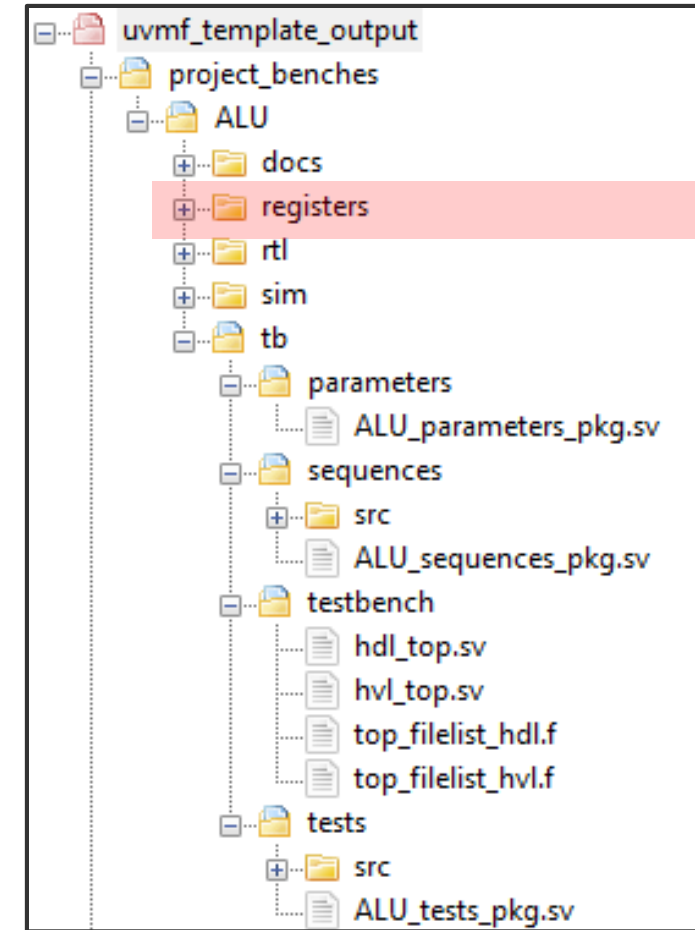 uvmf_template_output
project_benches
ALU
docs
registers
rtl
sim
tb
parameters
ALU_parameters_pkg.sv
sequences
src
ALU_sequences_pkg.sv
testbench
hdl_top.sv
hvl_top.sv
top_filelist_hdl.f
top_filelist_hvl.f
tests
src
ALU_tests_pkg.sv